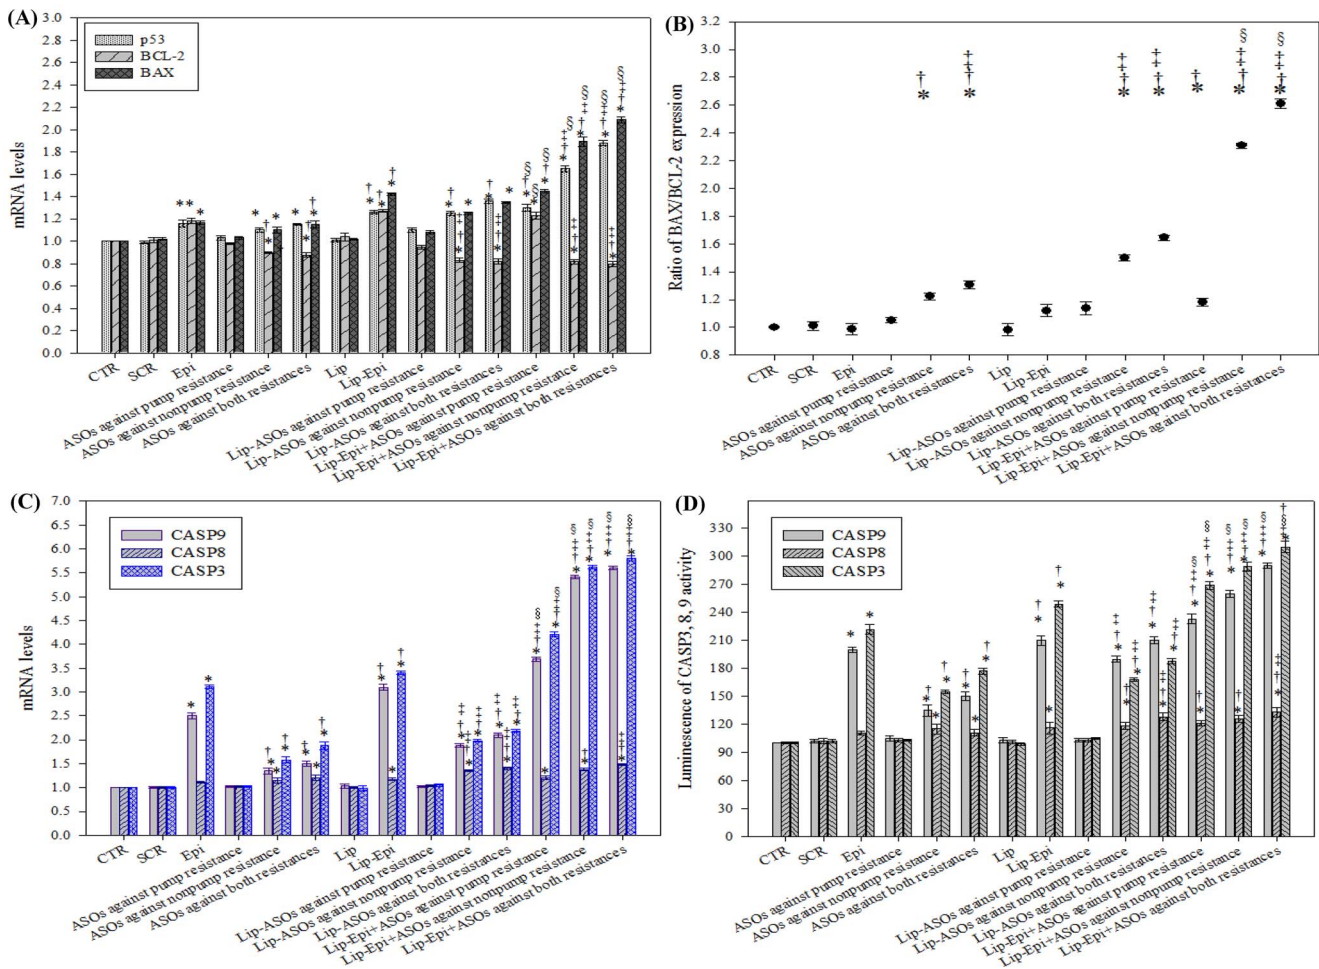 (A)
mRNA levels
3.0
2.8
2.6
2.4
2.2
2.0
1.8
1.6
1.4
1.2
1.0
0.8
0.6
0.4
0.2
0.0
p53
BCL-2
BAX
CTR
SCR
Epi
ASOs against pump resistance
ASOs against nonpump resistance
ASOs against both resistances
Lip
Lip-Epi
Lip-ASOs against pump resistance
Lip-ASOs against nonpump resistance
Lip-ASOs against both resistances
Lip-Epi+ASOs against pump resistance
Lip-Epi+ASOs against nonpump resistance
Lip-Epi+ASOs against both resistances
(B)
Ratio of BAX/BCL-2 expression
3.2
3.0
2.8
2.6
2.4
2.2
2.0
1.8
1.6
1.4
1.2
1.0
0.8
CTR
SCR
Epi
ASOs against pump resistance
ASOs against nonpump resistance
ASOs against both resistances
Lip
Lip-Epi
Lip-ASOs against pump resistance
Lip-ASOs against nonpump resistance
Lip-ASOs against both resistances
Lip-Epi+ASOs against pump resistance
Lip-Epi+ASOs against nonpump resistance
Lip-Epi+ASOs against both resistances
(C)
mRNA levels
7.0
6.5
6.0
5.5
5.0
4.5
4.0
3.5
3.0
2.5
2.0
1.5
1.0
0.5
0.0
CASP9
CASP8
CASP3
CTR
SCR
Epi
ASOs against pump resistance
ASOs against nonpump resistance
ASOs against both resistances
Lip
Lip-Epi
Lip-ASOs against pump resistance
Lip-ASOs against nonpump resistance
Lip-ASOs against both resistances
Lip-Epi+ASOs against pump resistance
Lip-Epi+ASOs against nonpump resistance
Lip-Epi+ASOs against both resistances
(D)
Luminescence of CASP3, 8, 9 activity
330
300
270
240
210
180
150
120
90
60
30
0
CASP9
CASP8
CASP3
CTR
SCR
Epi
ASOs against pump resistance
ASOs against nonpump resistance
ASOs against both resistances
Lip
Lip-Epi
Lip-ASOs against pump resistance
Lip-ASOs against nonpump resistance
Lip-ASOs against both resistances
Lip-Epi+ASOs against pump resistance
Lip-Epi+ASOs against nonpump resistance
Lip-Epi+ASOs against both resistances